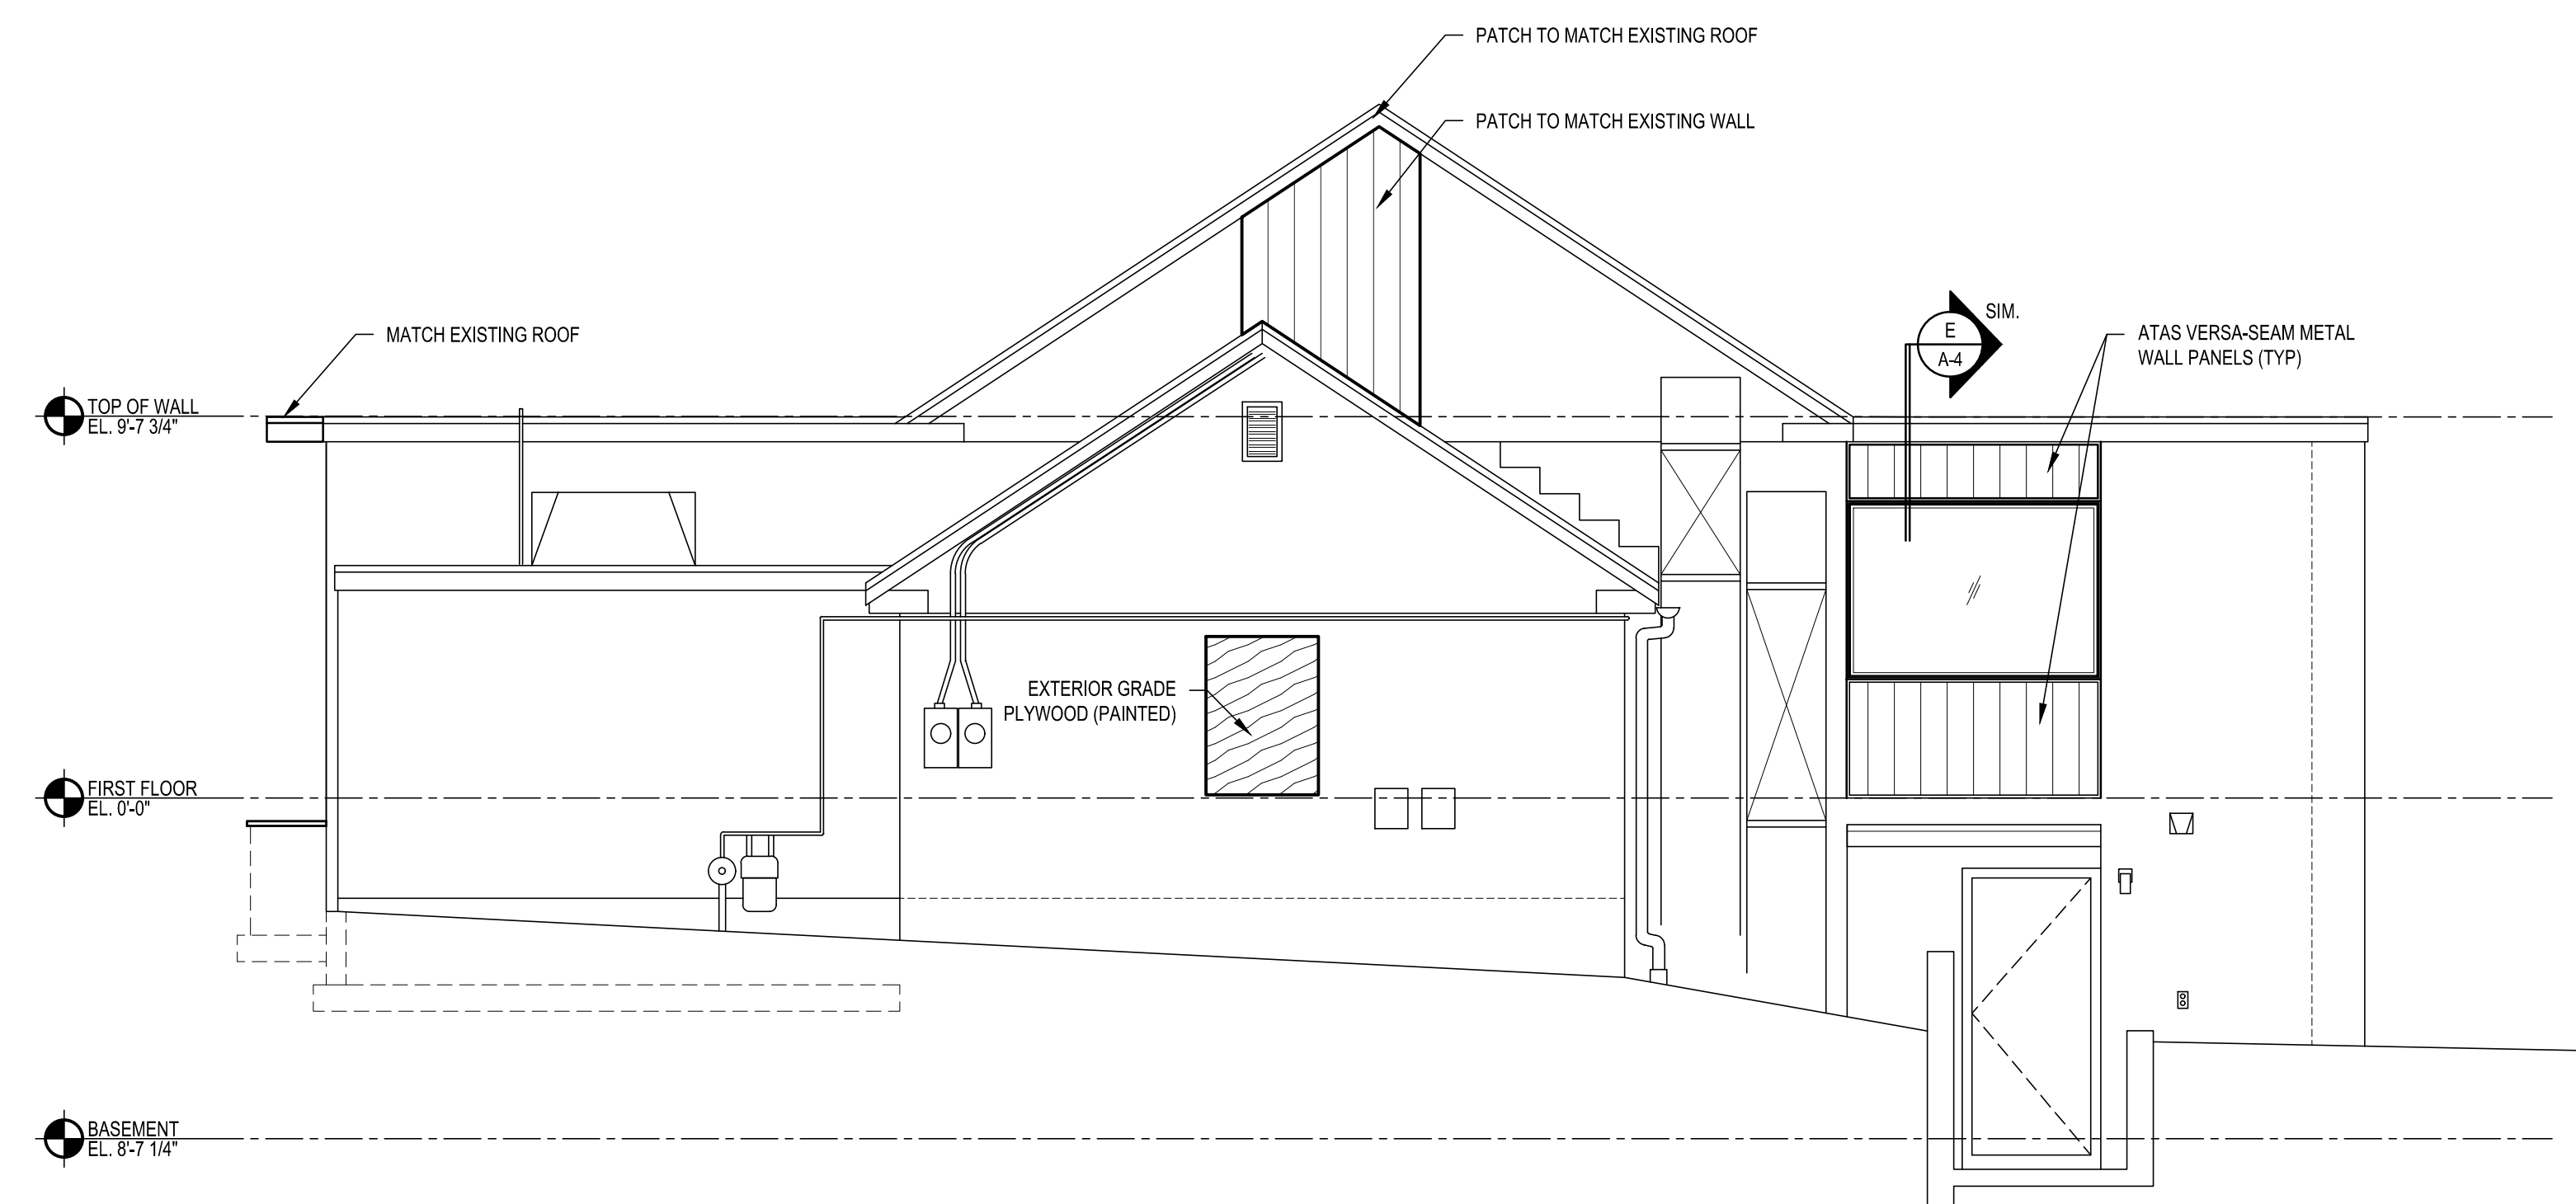 PATCH TO MATCH EXISTING ROOF
PATCH TO MATCH EXISTING WALL
MATCH EXISTING ROOF
E
A-4
SIM.
ATAS VERSA-SEAM METAL
WALL PANELS (TYP)
TOP OF WALL
EL. 9'-7 3/4"
EXTERIOR GRADE
PLYWOOD (PAINTED)
FIRST FLOOR
EL. 0'-0"
BASEMENT
EL. 8'-7 1/4"